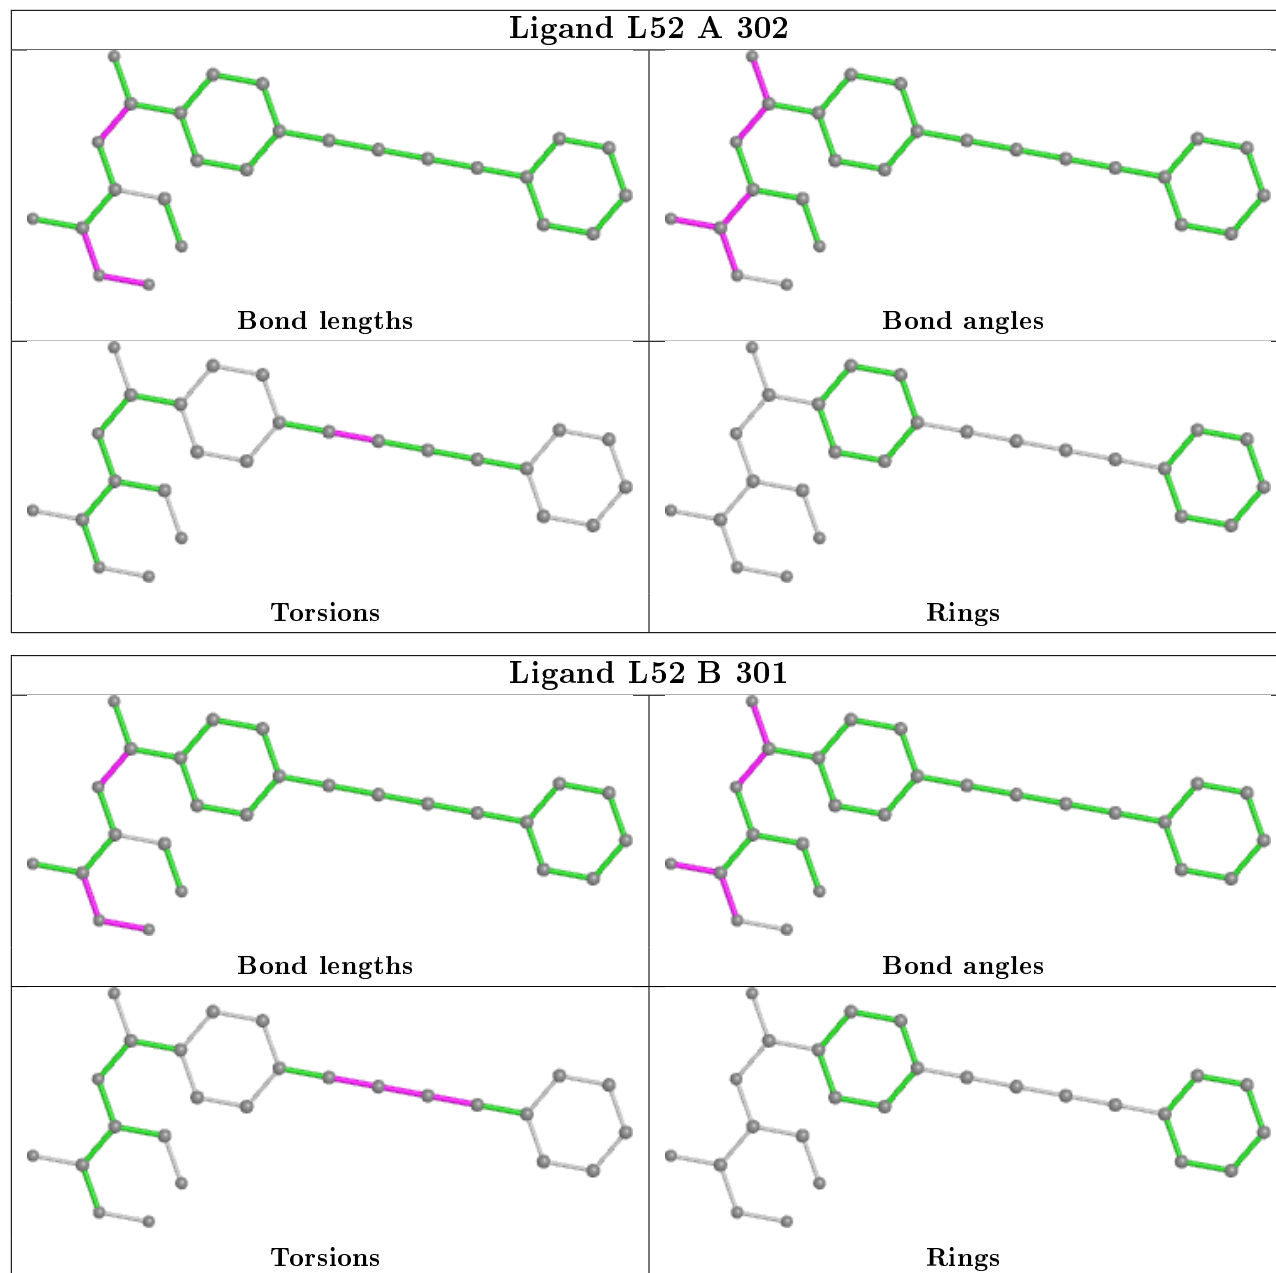 Ligand L52 A 302
Bond lengths
Bond angles
Torsions
Rings
Ligand L52 B 301
Bond lengths
Bond angles
Torsions
Rings